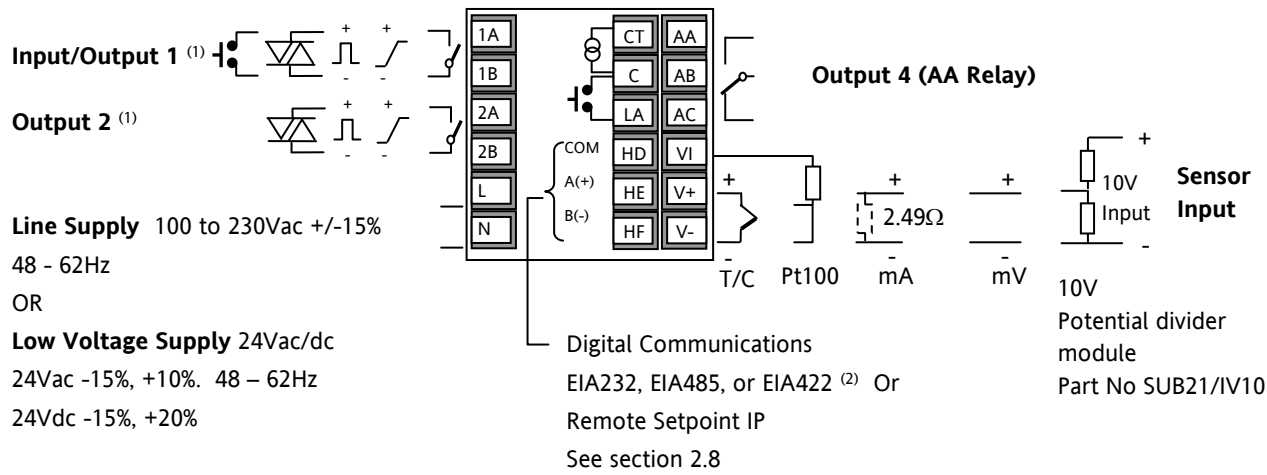 Input/Output 1 (1)
+ +
- -
Output 2 (1)
+ +
- -
Line Supply 100 to 230Vac +/-15%
48 - 62Hz
OR
Low Voltage Supply 24Vac/dc
24Vac -15%, +10%. 48 – 62Hz
24Vdc -15%, +20%
1A
1B
2A
2B
L
N
CT AA
C AB
LA AC
COM HD VI
A(+) HE V+
B(-) HF V-
Output 4 (AA Relay)
+ + + +
2.49Ω
10V
Input
Sensor
Input
- - - -
T/C Pt100 mA mV
10V
Potential divider
module
Part No SUB21/IV10
Digital Communications
EIA232, EIA485, or EIA422 (2) Or
Remote Setpoint IP
See section 2.8